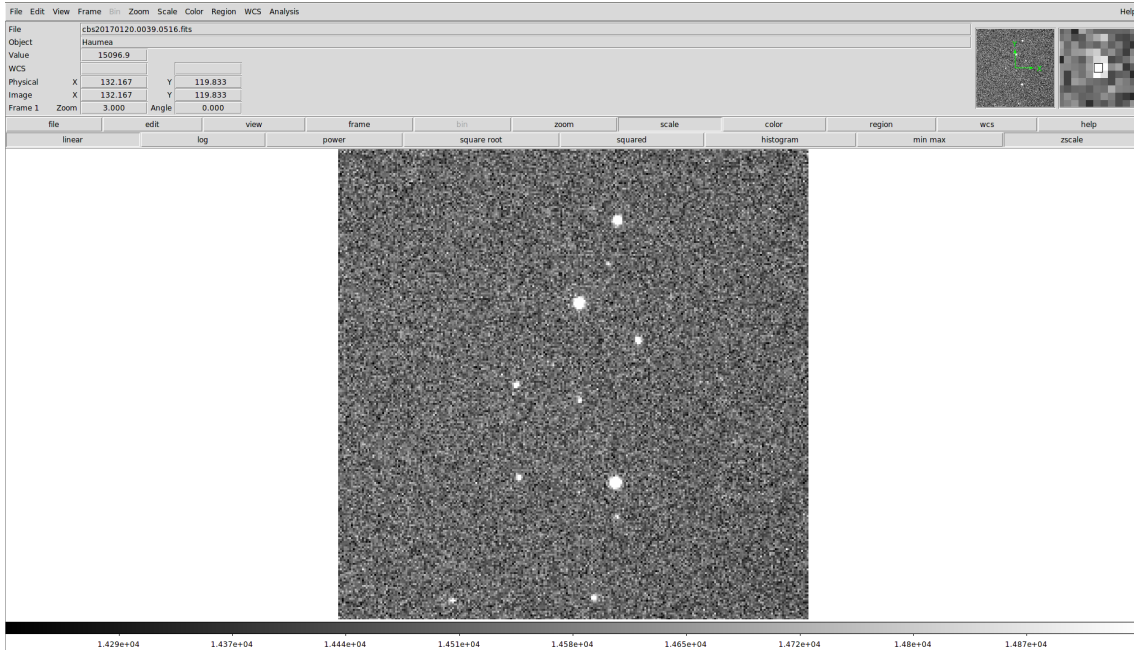 File Edit View Frame Bin Zoom Scale Color Region WCS Analysis Help
File cbs20170120.0039.0516.fits
Object Haumea
Value 15096.9
WCS
Physical X 132.167 Y 119.833
Image X 132.167 Y 119.833
Frame 1 Zoom 3.000 Angle 0.000
file edit view frame bin zoom scale color region wcs help
linear log power square root squared histogram min max zscale
1.429e+04 1.437e+04 1.444e+04 1.451e+04 1.458e+04 1.465e+04 1.472e+04 1.48e+04 1.487e+04